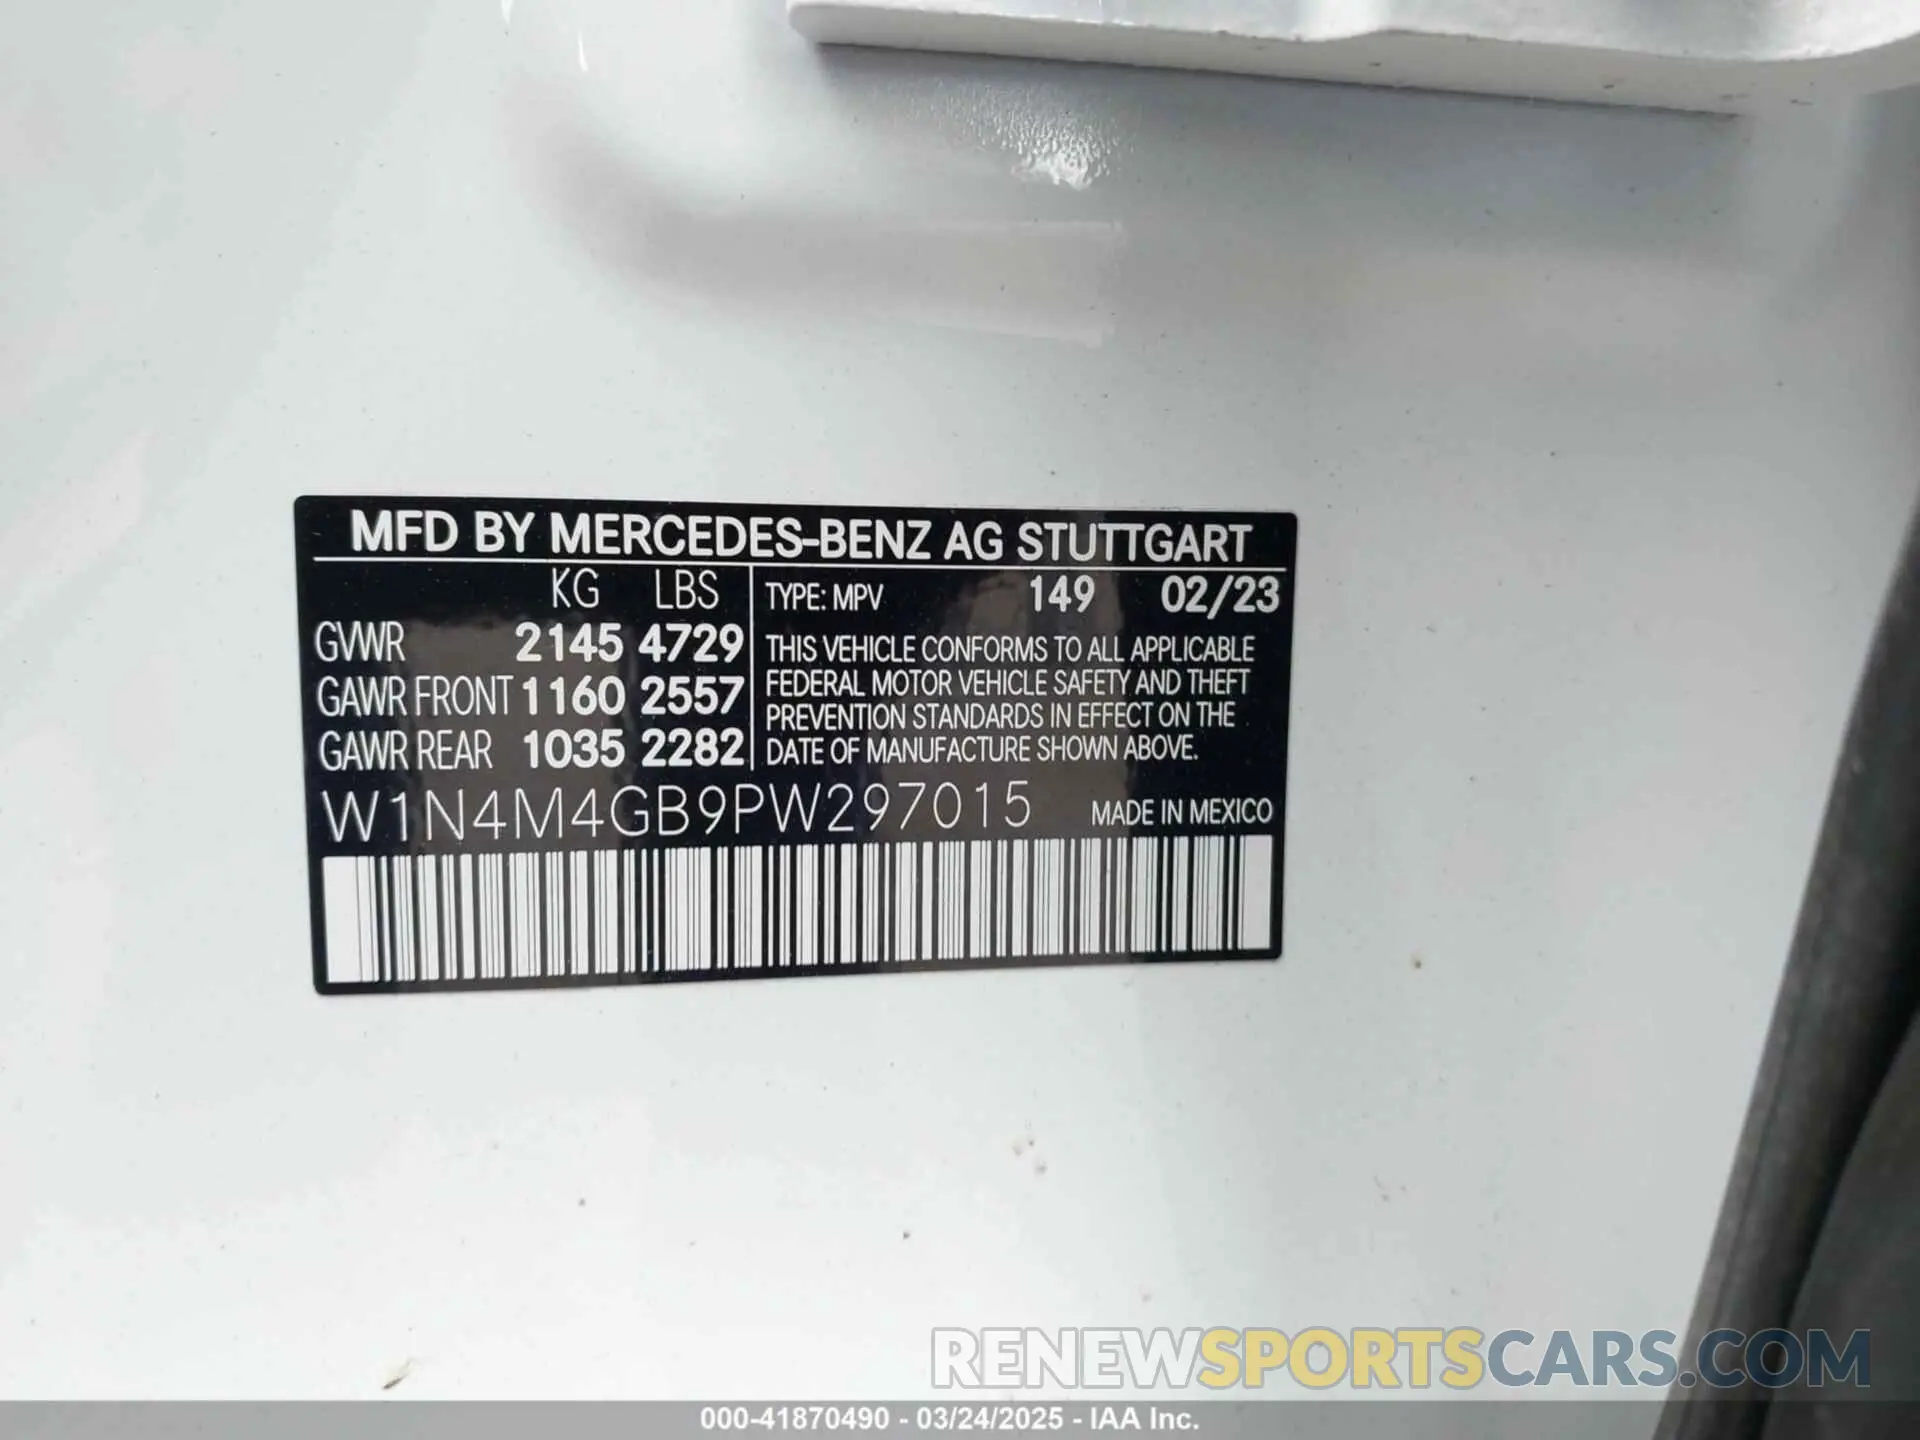 MFD BY MERCEDES-BENZ AG STUTTGART
KG LBS
GVWR 2145 4729
GAWR FRONT 1160 2557
GAWR REAR 1035 2282
TYPE: MPV 149 02/23
THIS VEHICLE CONFORMS TO ALL APPLICABLE
FEDERAL MOTOR VEHICLE SAFETY AND THEFT
PREVENTION STANDARDS IN EFFECT ON THE
DATE OF MANUFACTURE SHOWN ABOVE.
W1N4M4GB9PW297015 MADE IN MEXICO
RENEWSPORTSCARS.COM
000-41870490 - 03/24/2025 - IAA Inc.